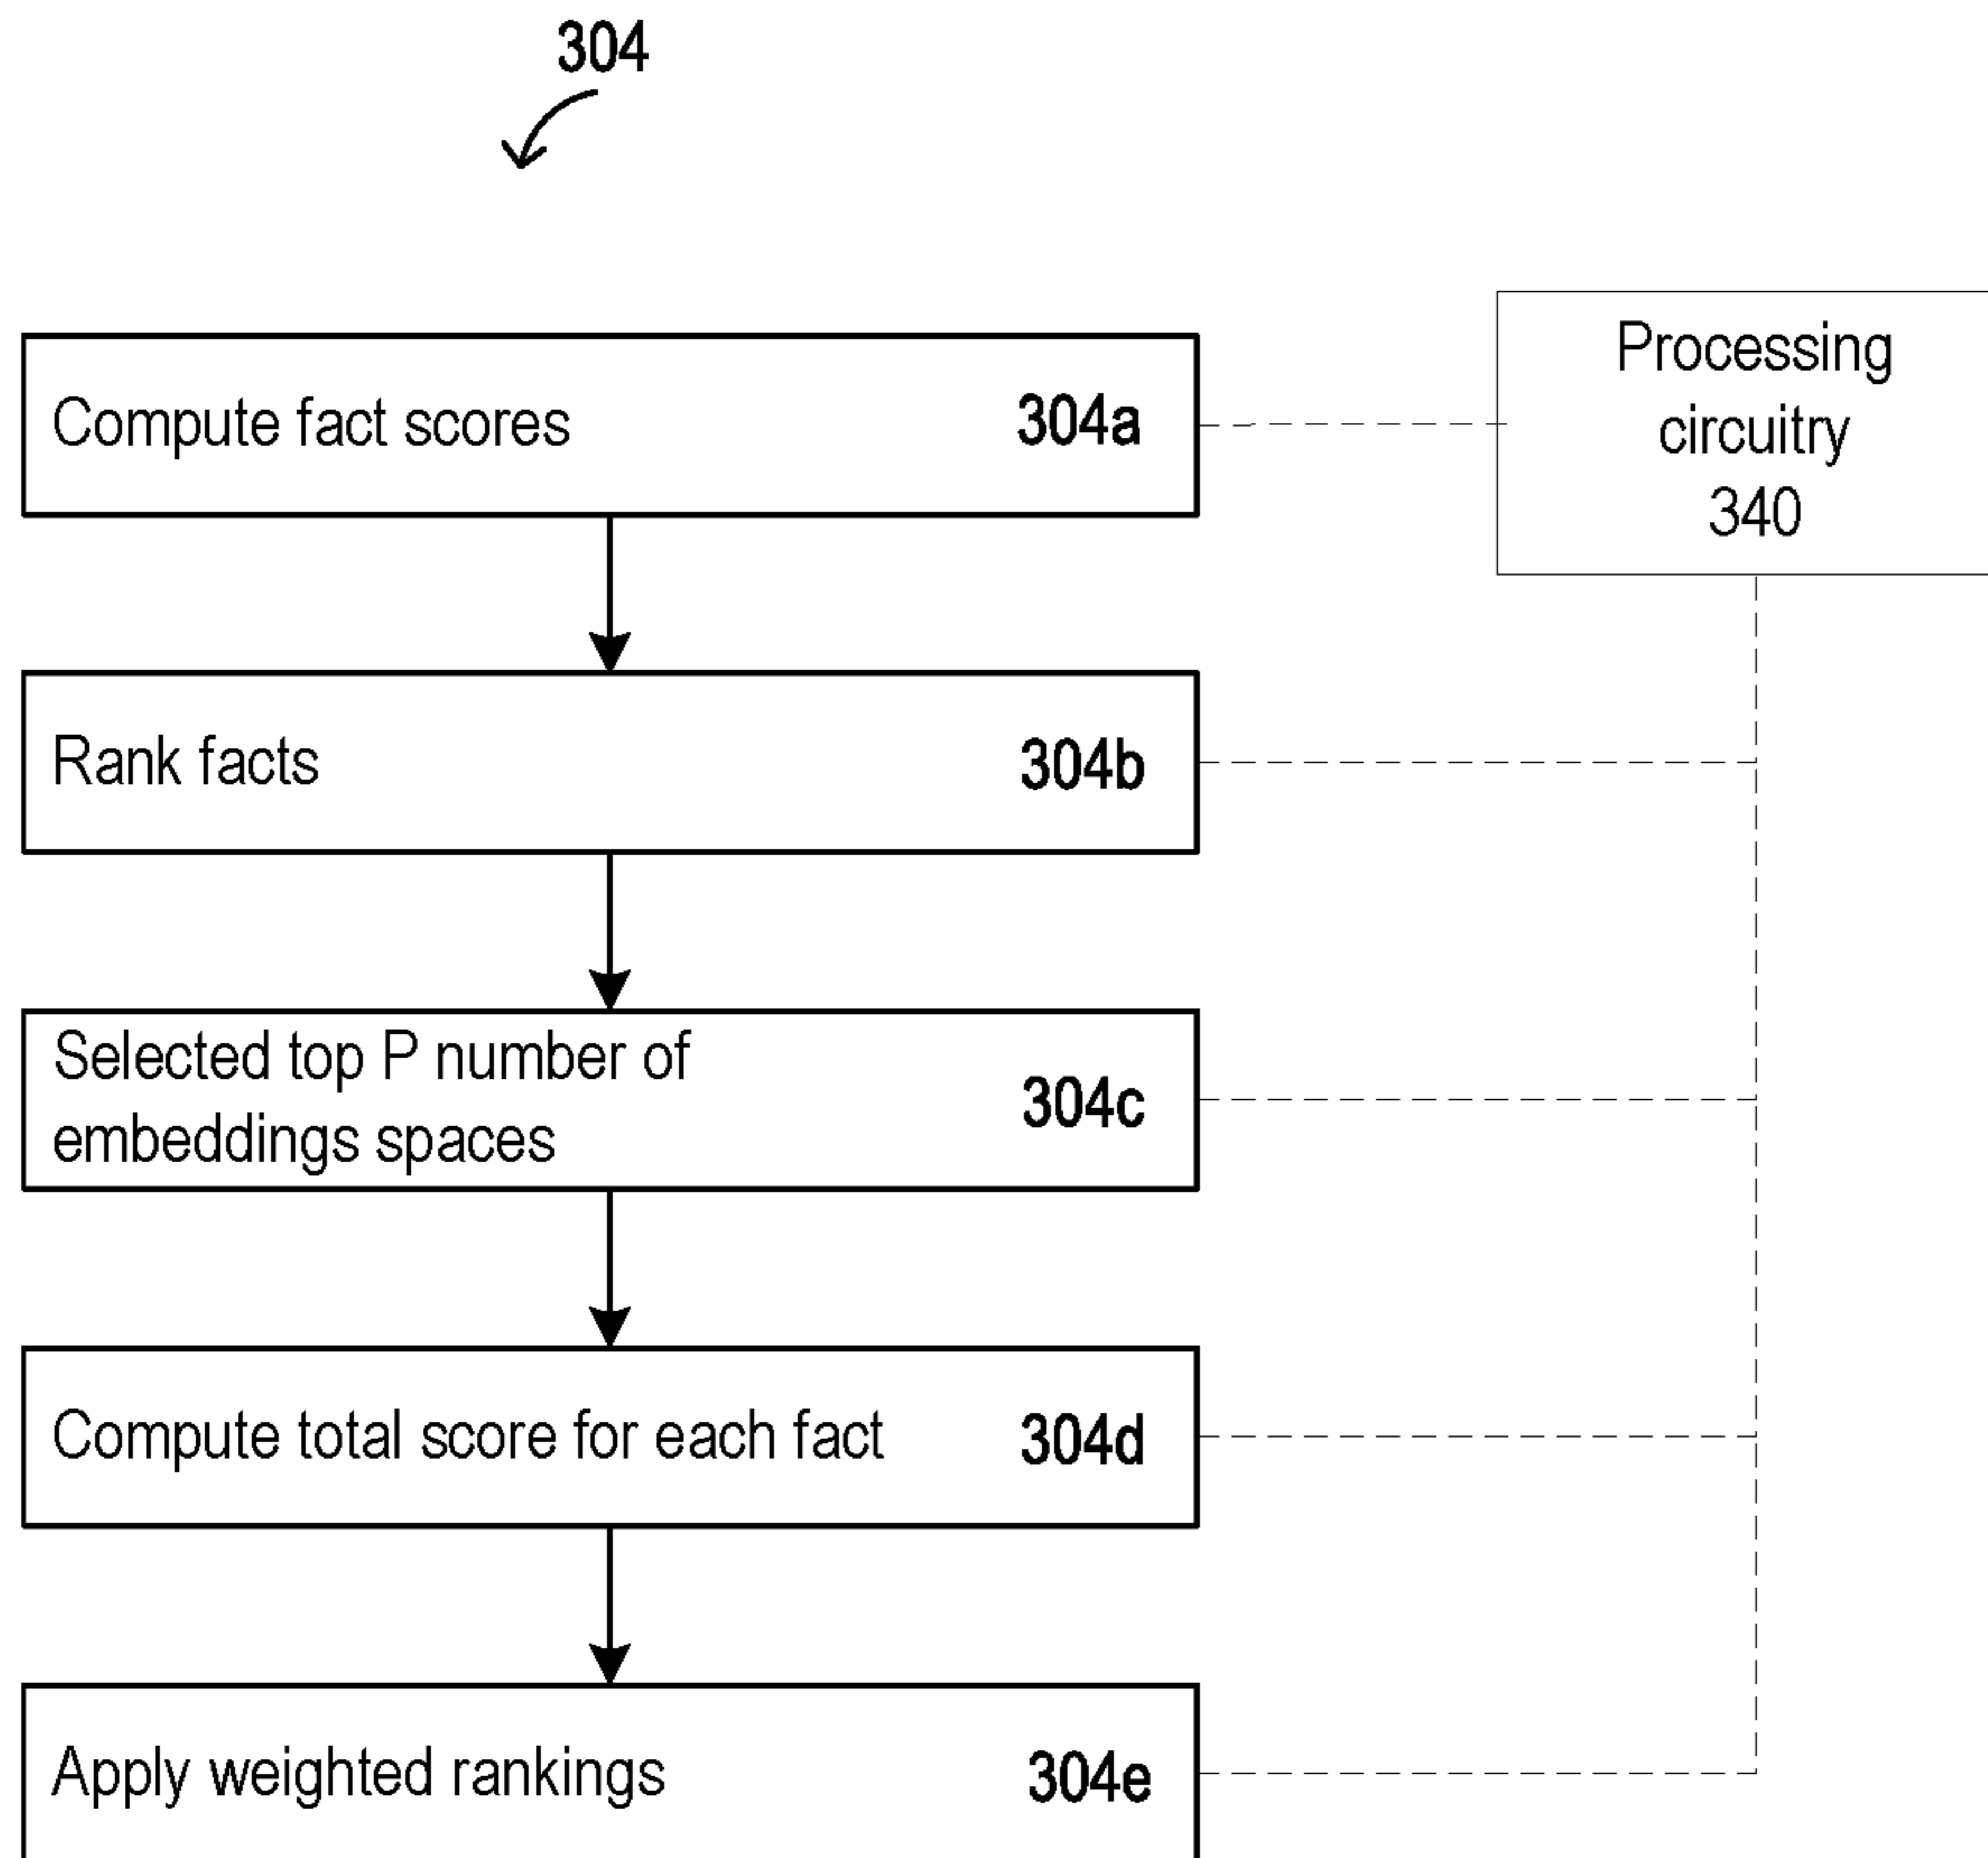 304
Compute fact scores 304a
Processing
circuitry
340
Rank facts 304b
Selected top P number of
embeddings spaces
304c
Compute total score for each fact 304d
Apply weighted rankings 304e